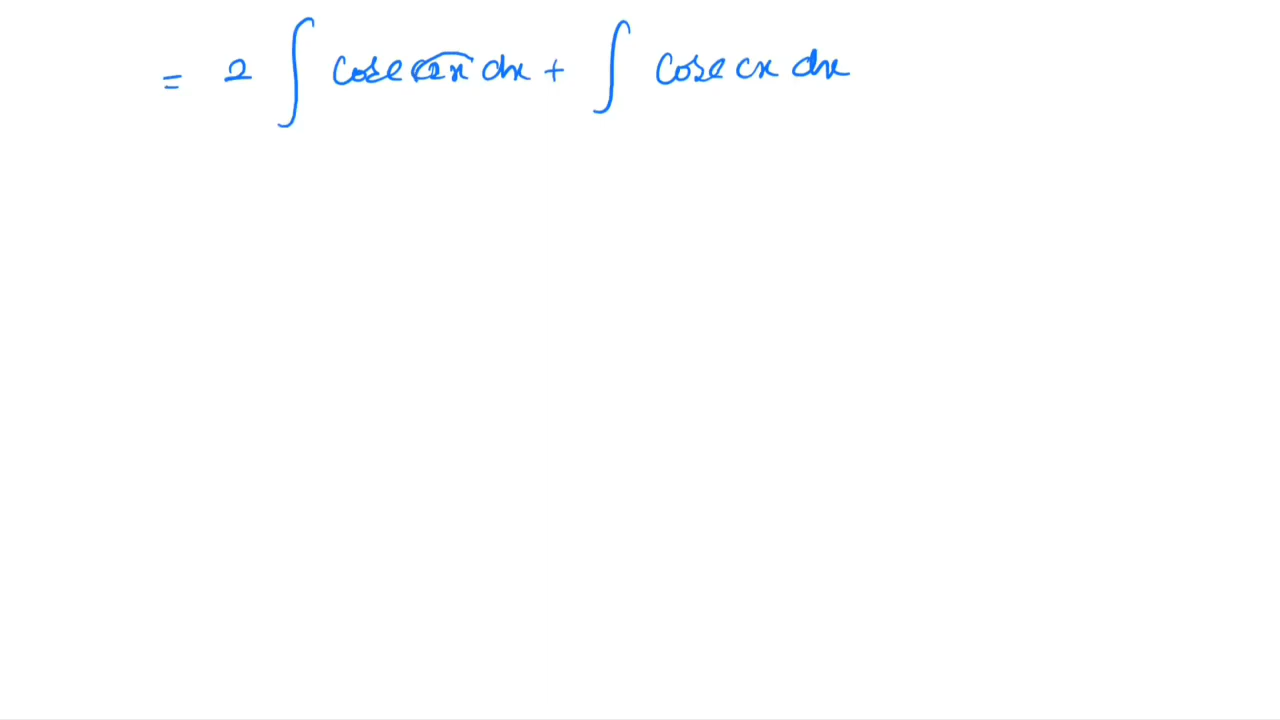 = 2 ∫ cosec 2x dx + ∫ cosec x dx